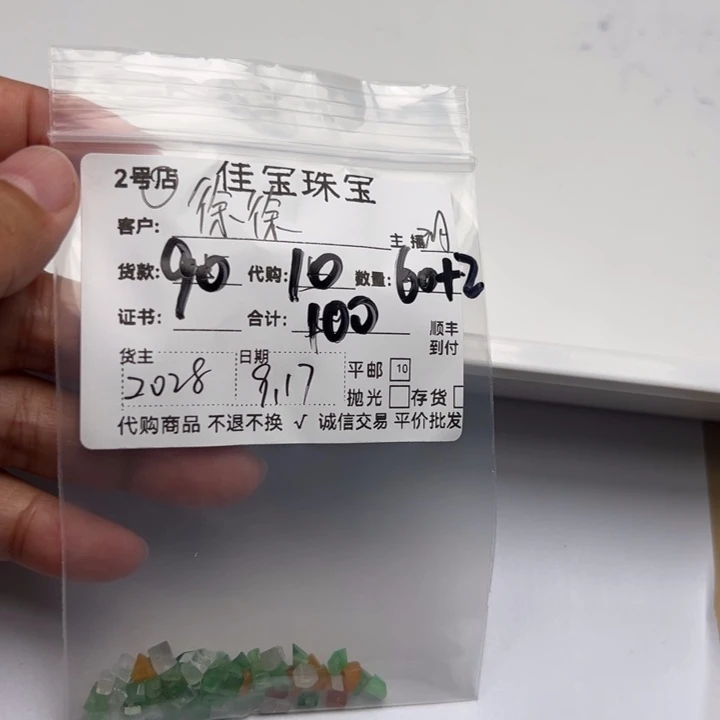 2号店 佳宝珠宝
客户: 徐徐 主播
货款: 90 代购: 10 数量: 60+2
证书: 合计: 100 顺丰到付
货主 日期
2028 9.17 平邮 10
抛光 存货
代购商品 不退不换 √ 诚信交易 平价批发